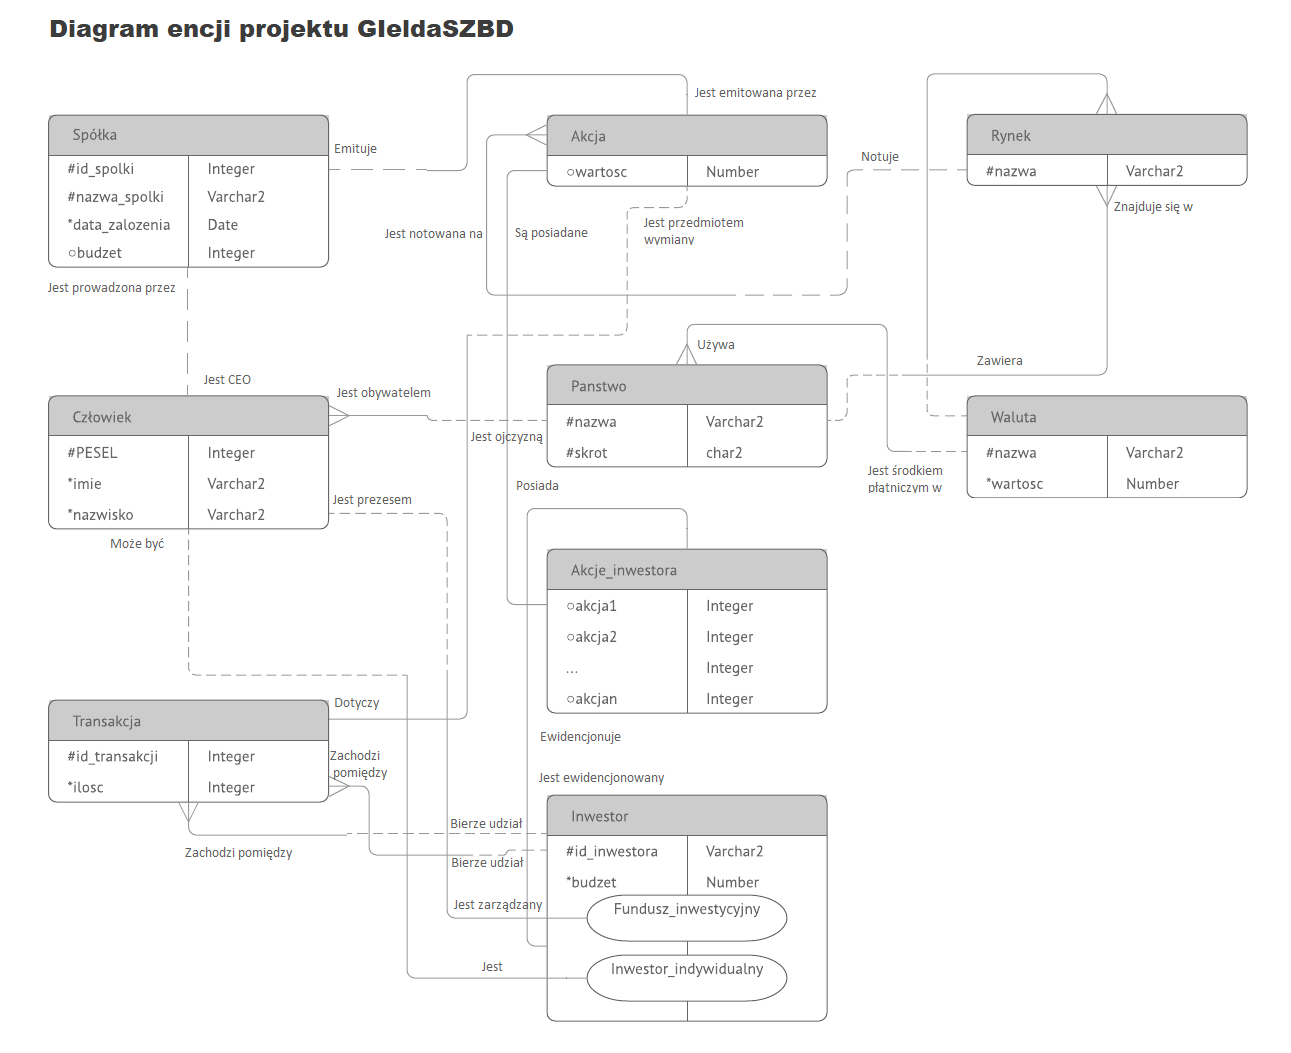 Diagram encji projektu GIeldaSZBD
Jest emitowana przez
Spółka
Emituje
Akcja
Notuje
Rynek
#id_spolki Integer
#nazwa_spolki Varchar2
*data_zalozenia Date
○budzet Integer
○wartosc Number
#nazwa Varchar2
Znajduje się w
Jest notowana na
Są posiadane
Jest przedmiotem
wymiany
Jest prowadzona przez
Używa
Zawiera
Jest CEO
Jest obywatelem
Człowiek
#PESEL Integer
*imie Varchar2
*nazwisko Varchar2
Jest ojczyzną
Panstwo
#nazwa Varchar2
#skrot char2
Waluta
#nazwa Varchar2
*wartosc Number
Jest środkiem
płątniczym w
Posiada
Jest prezesem
Może być
Akcje_inwestora
○akcja1 Integer
○akcja2 Integer
... Integer
○akcjan Integer
Dotyczy
Transakcja
#id_transakcji Integer
*ilosc Integer
Zachodzi
pomiędzy
Ewidencjonuje
Jest ewidencjonowany
Zachodzi pomiędzy
Bierze udział
Bierze udział
Inwestor
#id_inwestora Varchar2
*budzet Number
Jest zarządzany
Fundusz_inwestycyjny
Jest
Inwestor_indywidualny